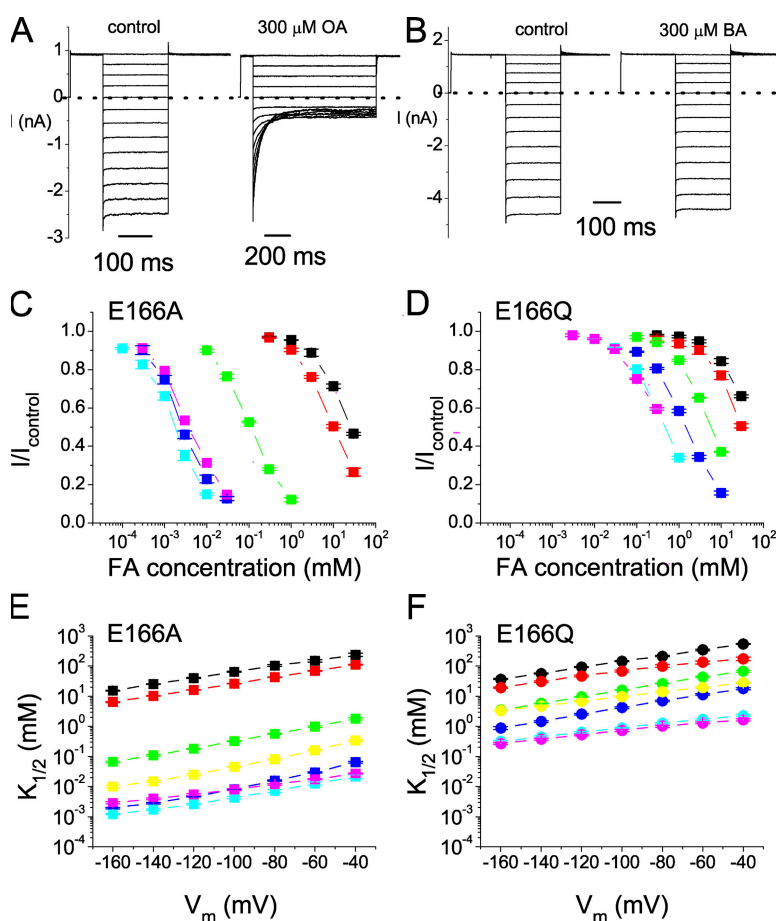 A control 300 μM OA
1
0
I (nA)
-1
-2
-3
100 ms 200 ms
B control 300 μM BA
2
0
I (nA)
-2
-4
100 ms
C E166A
1.0
0.8
0.6
0.4
0.2
0.0
I/Icontrol
10-4 10-3 10-2 10-1 100 101 102
FA concentration (mM)
D E166Q
1.0
0.8
0.6
0.4
0.2
0.0
I/Icontrol
10-4 10-3 10-2 10-1 100 101 102
FA concentration (mM)
E E166A
103
102
101
100
10-1
10-2
10-3
10-4
K1/2 (mM)
-160 -140 -120 -100 -80 -60 -40
Vm (mV)
F E166Q
103
102
101
100
10-1
10-2
10-3
10-4
K1/2 (mM)
-160 -140 -120 -100 -80 -60 -40
Vm (mV)